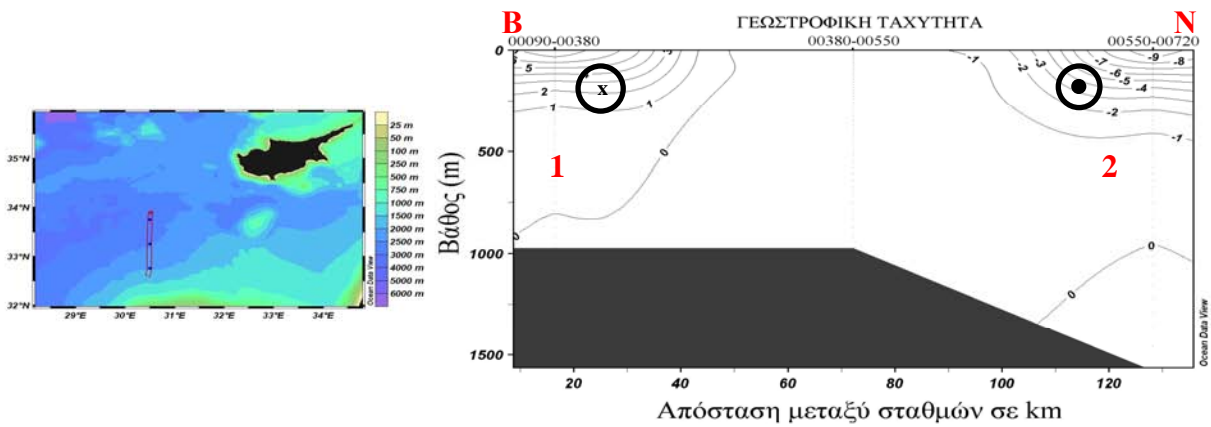 B
N
ΓΕΩΣΤΡΟΦΙΚΗ ΤΑΧΥΤΗΤΑ
00090-00380
00380-00550
00550-00720
0
500
1000
1500
Βάθος (m)
5
2
1
1
0
0
x
1
2
-1
-2
-3
-7
-9
-8
-6
-5
-4
-2
-1
0
0
20
40
60
80
100
120
Απόσταση μεταξύ σταθμών σε km
Ocean Data View
35°N
34°N
33°N
32°N
29°E
30°E
31°E
32°E
33°E
34°E
25 m
50 m
100 m
250 m
500 m
750 m
1000 m
1500 m
2000 m
2500 m
3000 m
4000 m
5000 m
6000 m
Ocean Data View